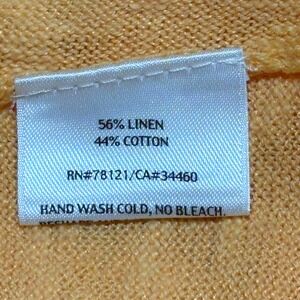 56% LINEN
44% COTTON
RN#78121/CA#34460
HAND WASH COLD, NO BLEACH.